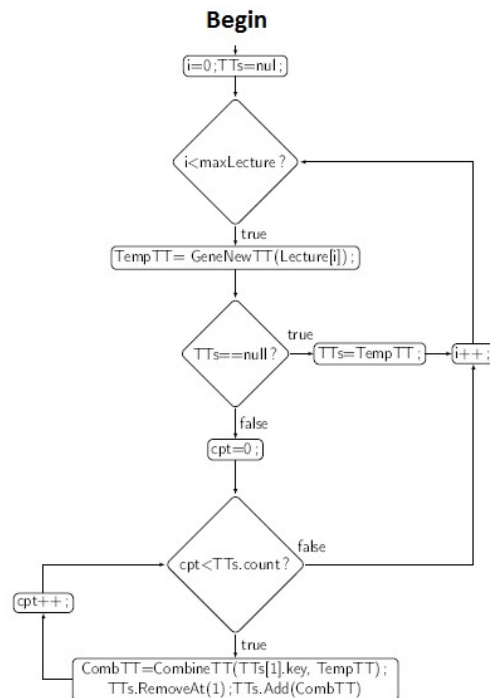 Begin
i=0;TTs=nul;
i<maxLecture?
true
TempTT= GeneNewTT(Lecture[i]);
TTs==null?
true
TTs=TempTT;
i++;
false
cpt=0;
cpt<TTs.count?
false
cpt++;
true
CombTT=CombineTT(TTs[1].key, TempTT);
TTs.RemoveAt(1);TTs.Add(CombTT)